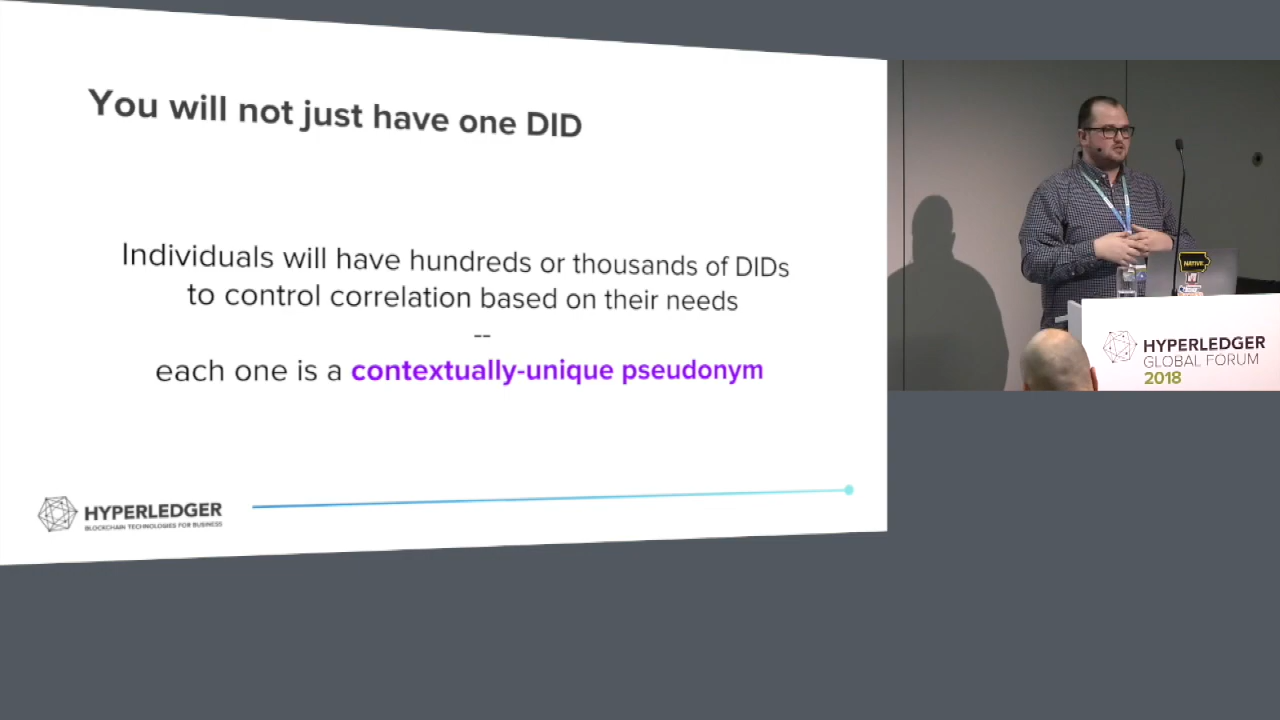 You will not just have one DID
Individuals will have hundreds or thousands of DIDs
to control correlation based on their needs
--
each one is a contextually-unique pseudonym
HYPERLEDGER
BLOCKCHAIN TECHNOLOGIES FOR BUSINESS
NATIVE
HYPERLEDGER
GLOBAL FORUM
2018